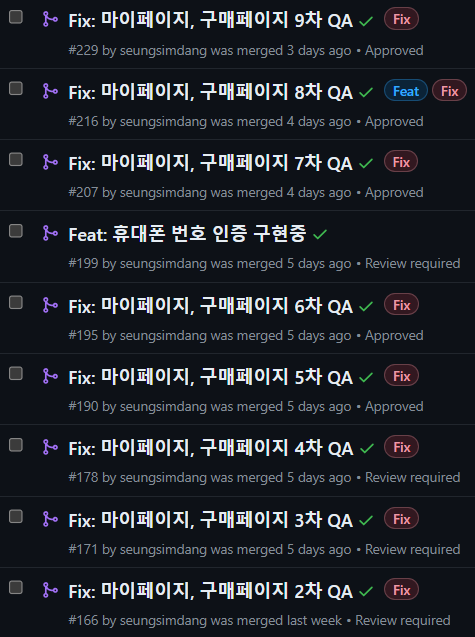 Fix: 마이페이지, 구매페이지 9차 QA Fix
#229 by seungsimdang was merged 3 days ago • Approved
Fix: 마이페이지, 구매페이지 8차 QA Feat Fix
#216 by seungsimdang was merged 4 days ago • Approved
Fix: 마이페이지, 구매페이지 7차 QA Fix
#207 by seungsimdang was merged 4 days ago • Approved
Feat: 휴대폰 번호 인증 구현중
#199 by seungsimdang was merged 5 days ago • Review required
Fix: 마이페이지, 구매페이지 6차 QA Fix
#195 by seungsimdang was merged 5 days ago • Approved
Fix: 마이페이지, 구매페이지 5차 QA Fix
#190 by seungsimdang was merged 5 days ago • Approved
Fix: 마이페이지, 구매페이지 4차 QA Fix
#178 by seungsimdang was merged 5 days ago • Review required
Fix: 마이페이지, 구매페이지 3차 QA Fix
#171 by seungsimdang was merged 5 days ago • Review required
Fix: 마이페이지, 구매페이지 2차 QA Fix
#166 by seungsimdang was merged last week • Review required